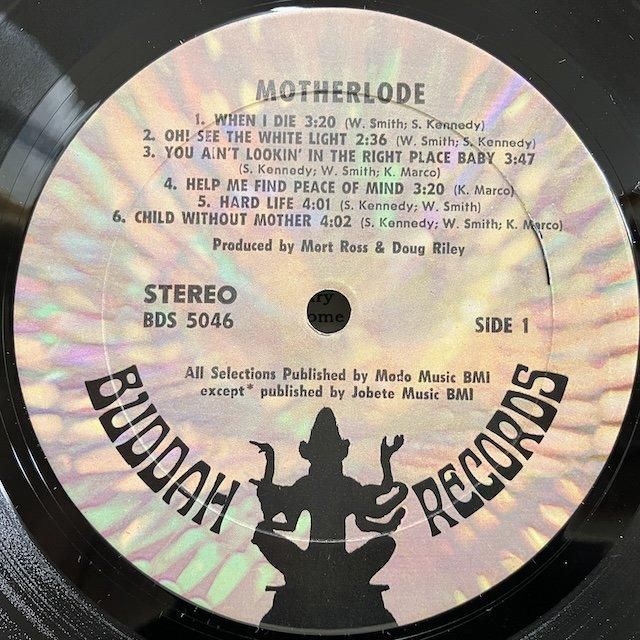 MOTHERLODE
1. WHEN I DIE 3:20 (W. Smith; S. Kennedy)
2. OH! SEE THE WHITE LIGHT 2:36 (W. Smith; S. Kennedy)
3. YOU AIN'T LOOKIN' IN THE RIGHT PLACE BABY 3:47
(S. Kennedy; W. Smith; K. Marco)
4. HELP ME FIND PEACE OF MIND 3:20 (K. Marco)
5. HARD LIFE 4:01 (S. Kennedy; W. Smith)
6. CHILD WITHOUT MOTHER 4:02 (S. Kennedy; W. Smith; K. Marco)
Produced by Mort Ross & Doug Riley
STEREO
BDS 5046
SIDE 1
All Selections Published by Modo Music BMI
except* published by Jobete Music BMI
BUDDAH RECORDS